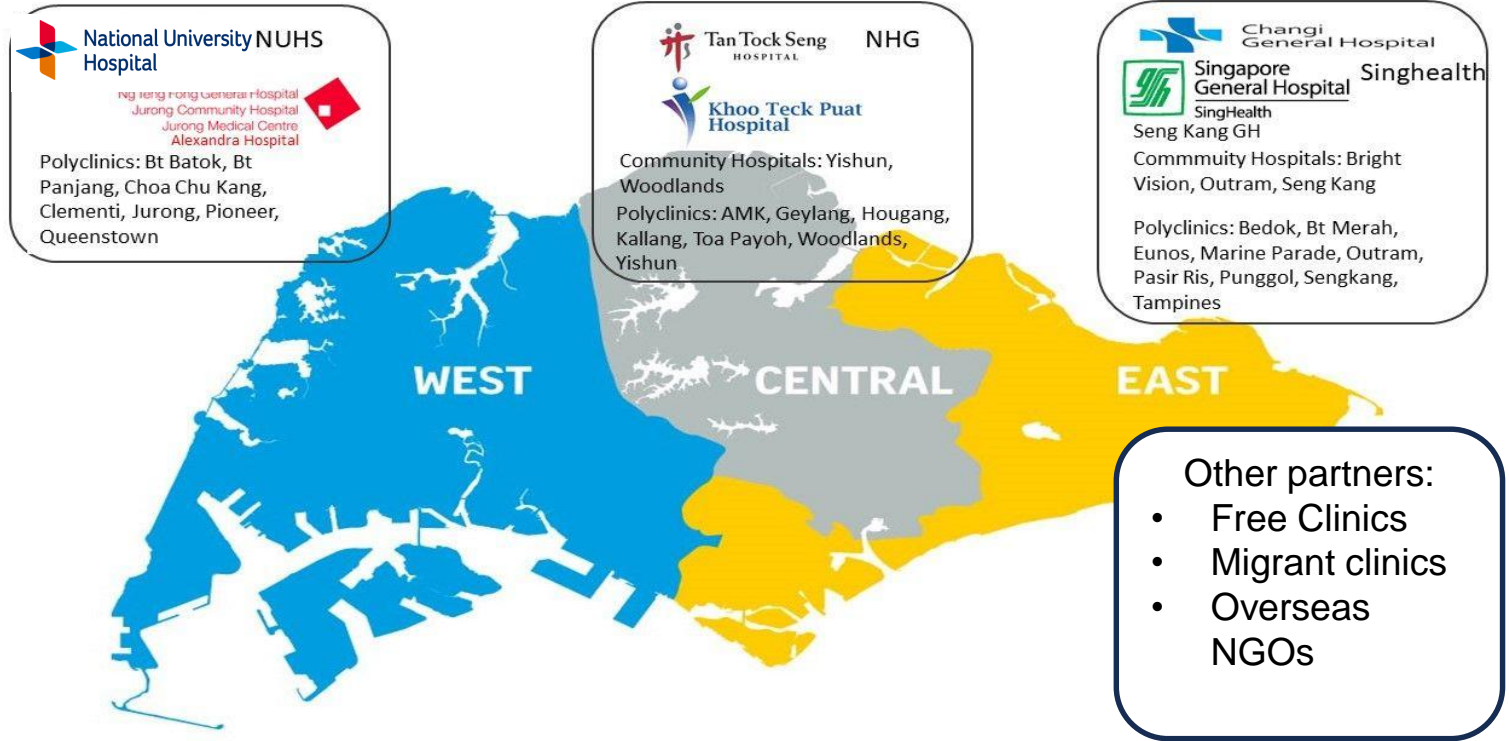 National University NUHS
Hospital
Ng Teng Fong General Hospital
Jurong Community Hospital
Jurong Medical Centre
Alexandra Hospital
Polyclinics: Bt Batok, Bt
Panjang, Choa Chu Kang,
Clementi, Jurong, Pioneer,
Queenstown
Tan Tock Seng NHG
HOSPITAL
Khoo Teck Puat
Hospital
Community Hospitals: Yishun,
Woodlands
Polyclinics: AMK, Geylang, Hougang,
Kallang, Toa Payoh, Woodlands,
Yishun
Changi
General Hospital
Singapore
General Hospital Singhealth
SingHealth
Seng Kang GH
Commmuity Hospitals: Bright
Vision, Outram, Seng Kang
Polyclinics: Bedok, Bt Merah,
Eunos, Marine Parade, Outram,
Pasir Ris, Punggol, Sengkang,
Tampines
WEST
CENTRAL
EAST
Other partners:
• Free Clinics
• Migrant clinics
• Overseas
NGOs